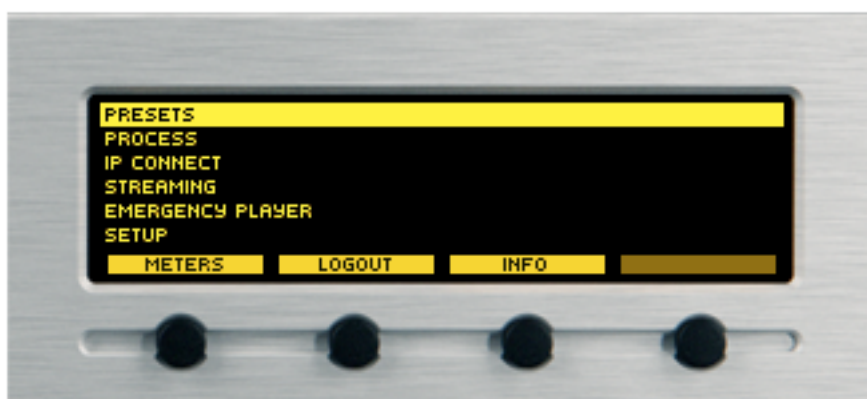 PRESETS
PROCESS
IP CONNECT
STREAMING
EMERGENCY PLAYER
SETUP
METERS LOGOUT INFO